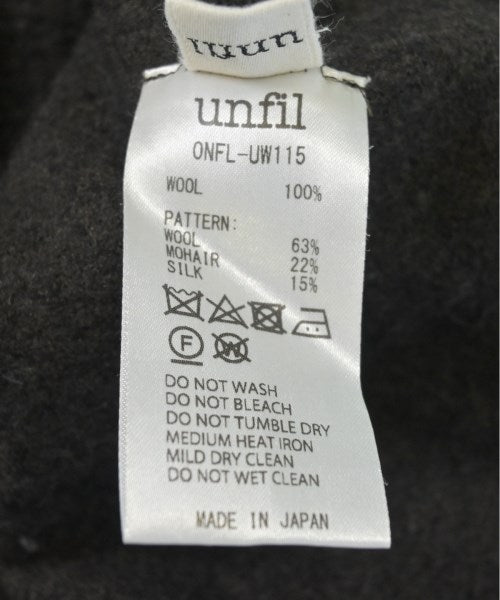 unfil
unfil
ONFL-UW115
WOOL 100%
PATTERN:
WOOL 63%
MOHAIR 22%
SILK 15%
F W
DO NOT WASH
DO NOT BLEACH
DO NOT TUMBLE DRY
MEDIUM HEAT IRON
MILD DRY CLEAN
DO NOT WET CLEAN
MADE IN JAPAN